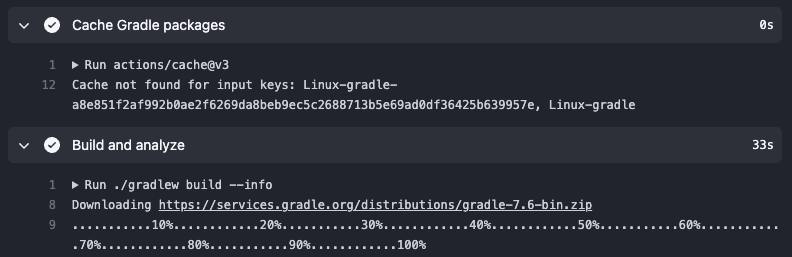 Cache Gradle packages 0s
1 ▶ Run actions/cache@v3
12 Cache not found for input keys: Linux-gradle-
a8e851f2af992b0ae2f6269da8beb9ec5c2688713b5e69ad0df36425b639957e, Linux-gradle
Build and analyze 33s
1 ▶ Run ./gradlew build --info
8 Downloading https://services.gradle.org/distributions/gradle-7.6-bin.zip
9 ...........10%............20%............30%............40%............50%............60%...........
.70%............80%............90%............100%